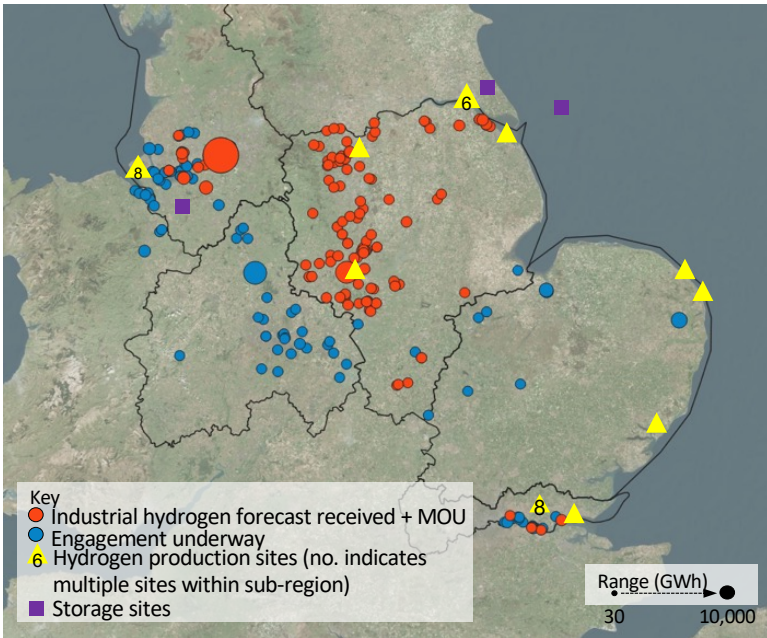 6
8
8
Key
Industrial hydrogen forecast received + MOU
Engagement underway
6 Hydrogen production sites (no. indicates
multiple sites within sub-region)
Storage sites
Range (GWh)
30 10,000